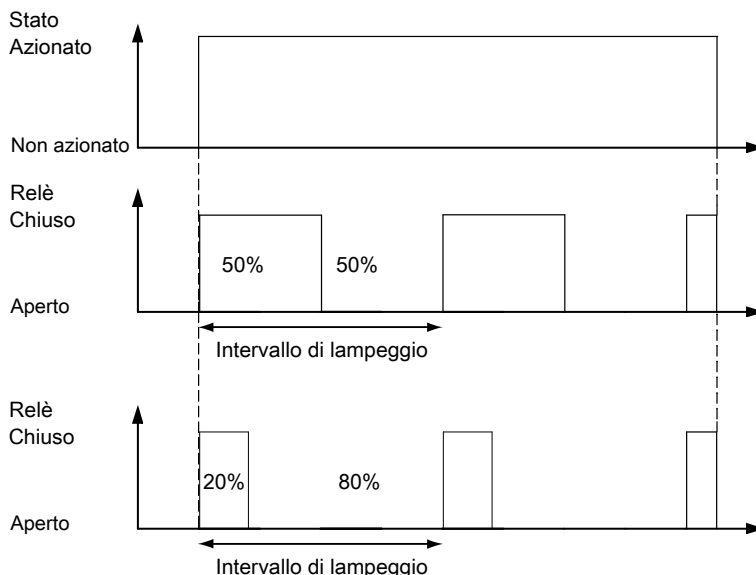 Stato
Azionato
Non azionato
Relè
Chiuso
50% 50%
Aperto
Intervallo di lampeggio
Relè
Chiuso
20% 80%
Aperto
Intervallo di lampeggio